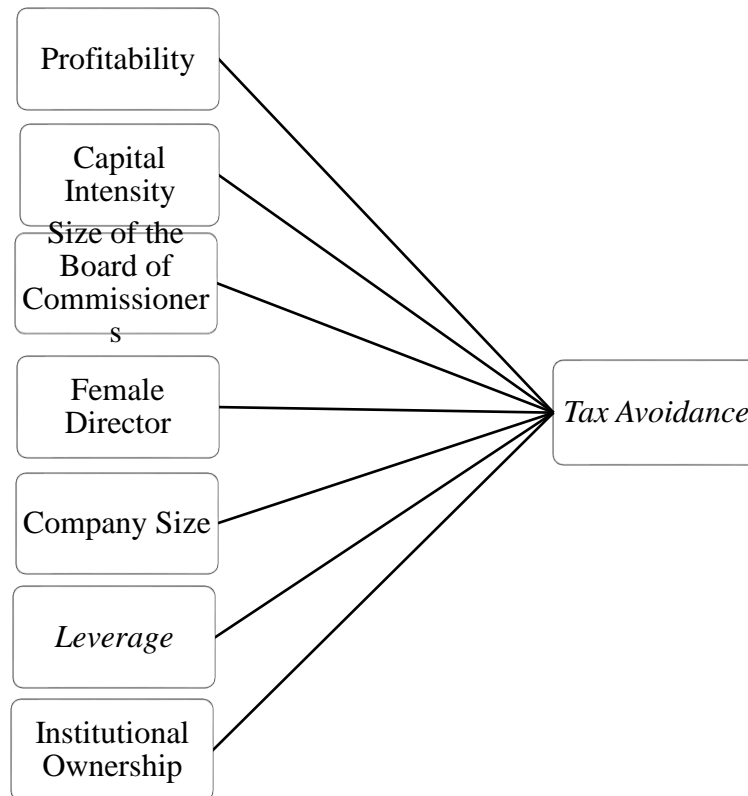 Profitability
Capital
Intensity
Size of the
Board of
Commissioner
s
Female
Director
Company Size
Leverage
Institutional
Ownership
Tax Avoidance